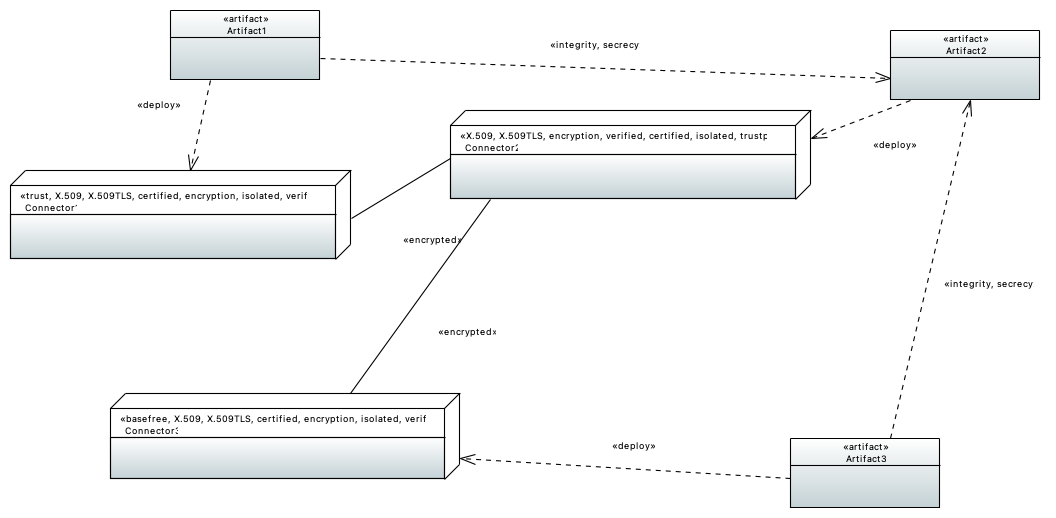 «artifact»
Artifact1
«integrity, secrecy
«artifact»
Artifact2
«deploy»
«deploy»
«X.509, X.509TLS, encryption, verified, certified, isolated, trustp
Connector2
«trust, X.509, X.509TLS, certified, encryption, isolated, verif
Connector1
«encrypted»
«integrity, secrecy
«encrypted»
«basefree, X.509, X.509TLS, certified, encryption, isolated, verif
Connector3
«deploy»
«artifact»
Artifact3